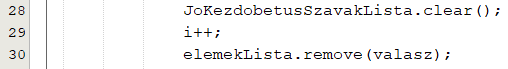 28 JoKezdobetusSzavakLista.clear();
29 i++;
30 elemekLista.remove(valasz);